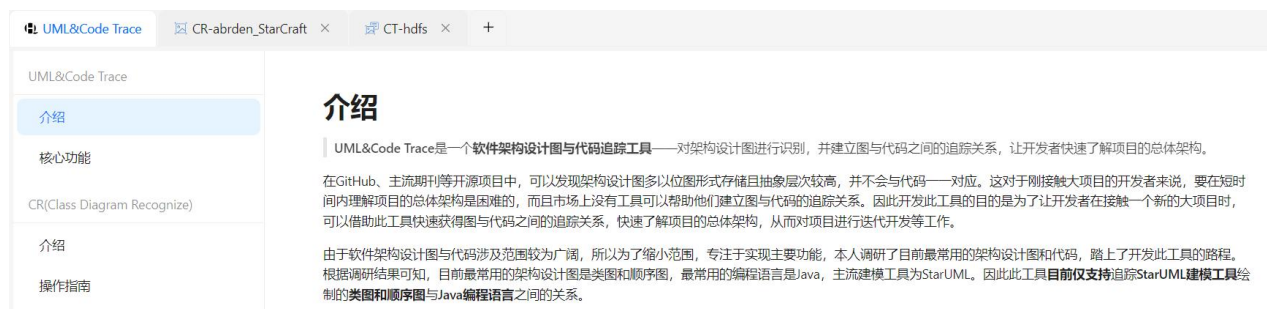 UML&Code Trace
CR-abrden_StarCraft ×
CT-hdfs ×
+
UML&Code Trace
介绍
核心功能
CR(Class Diagram Recognize)
介绍
操作指南
介绍
UML&Code Trace是一个软件架构设计图与代码追踪工具——对架构设计图进行识别，并建立图与代码之间的追踪关系，让开发者快速了解项目的总体架构。
在GitHub、主流期刊等开源项目中，可以发现架构设计图多以位图形式存储且抽象层次较高，并不会与代码一一对应。这对于刚接触大项目的开发者来说，要在短时
间内理解项目的总体架构是困难的，而且市场上没有工具可以帮助他们建立图与代码的追踪关系。因此开发此工具的目的是为了让开发者在接触一个新的大项目时，
可以借助此工具快速获得图与代码之间的追踪关系，快速了解项目的总体架构，从而对项目进行迭代开发等工作。
由于软件架构设计图与代码涉及范围较为广阔，所以为了缩小范围，专注于实现主要功能，本人调研了目前最常用的架构设计图和代码，踏上了开发此工具的路程。
根据调研结果可知，目前最常用的架构设计图是类图和顺序图，最常用的编程语言是Java，主流建模工具为StarUML。因此此工具目前仅支持追踪StarUML建模工具绘
制的类图和顺序图与Java编程语言之间的关系。